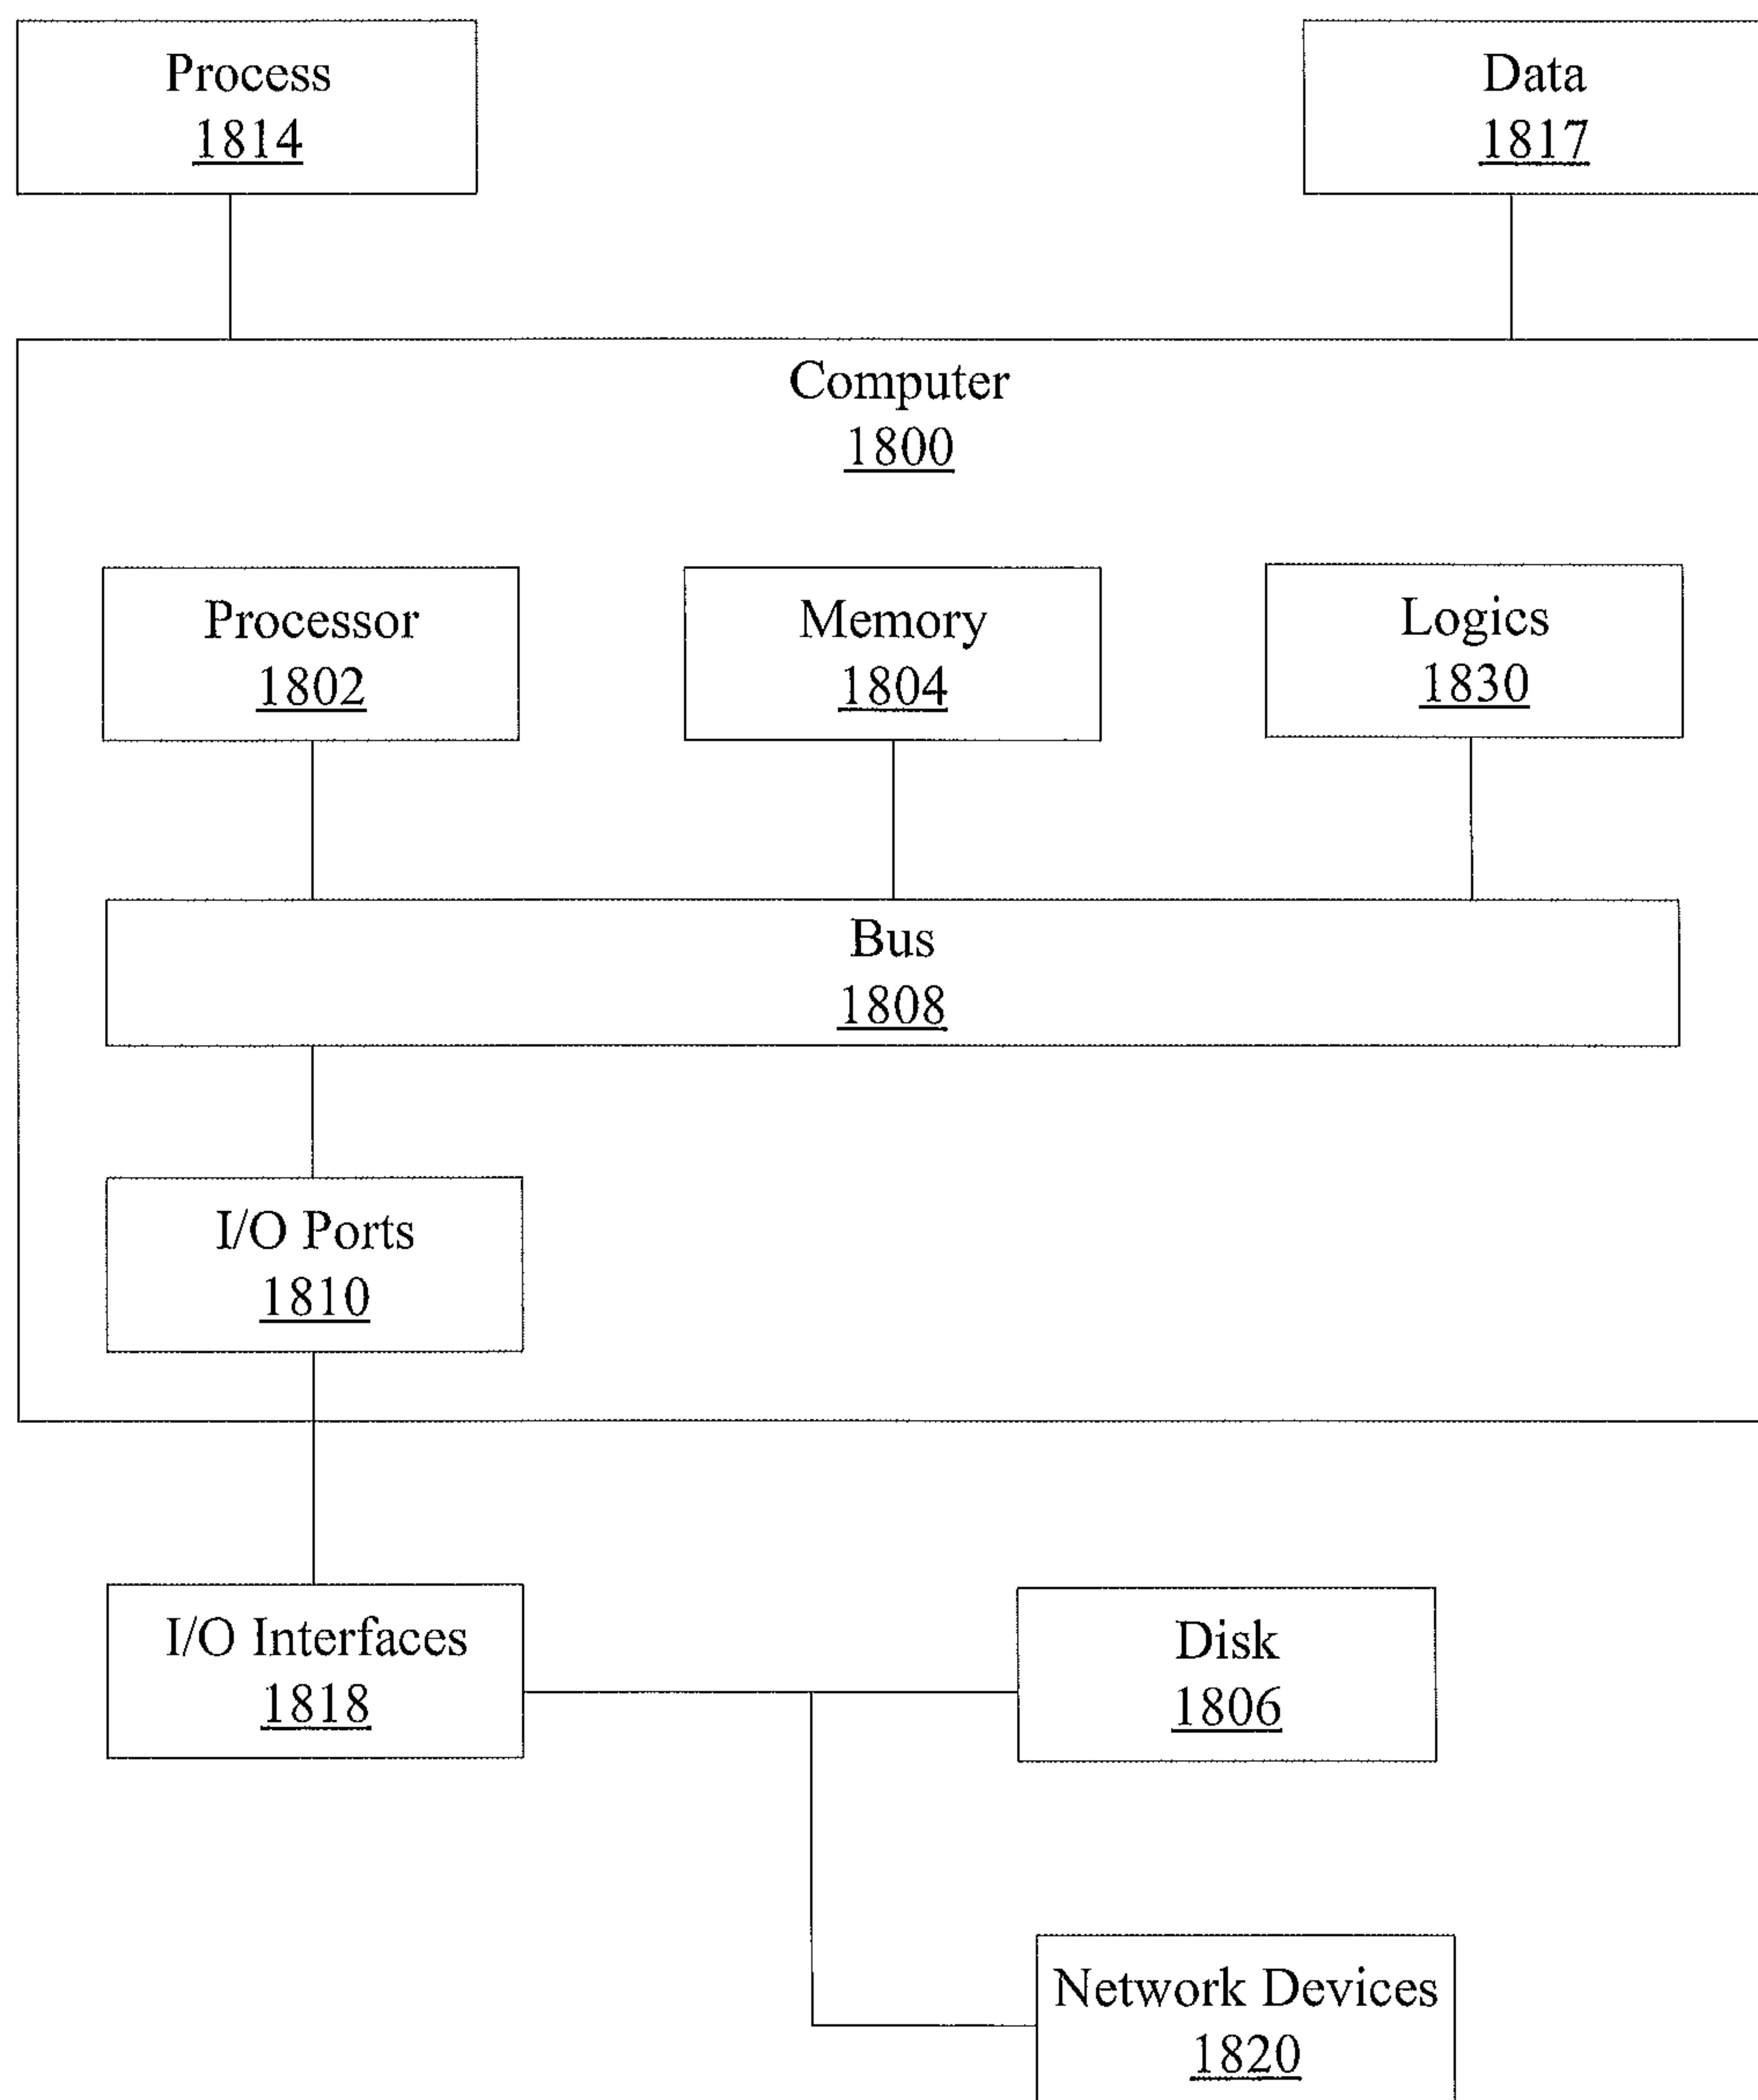 Process
1814
Data
1817
Computer
1800
Processor
1802
Memory
1804
Logics
1830
Bus
1808
I/O Ports
1810
I/O Interfaces
1818
Disk
1806
Network Devices
1820